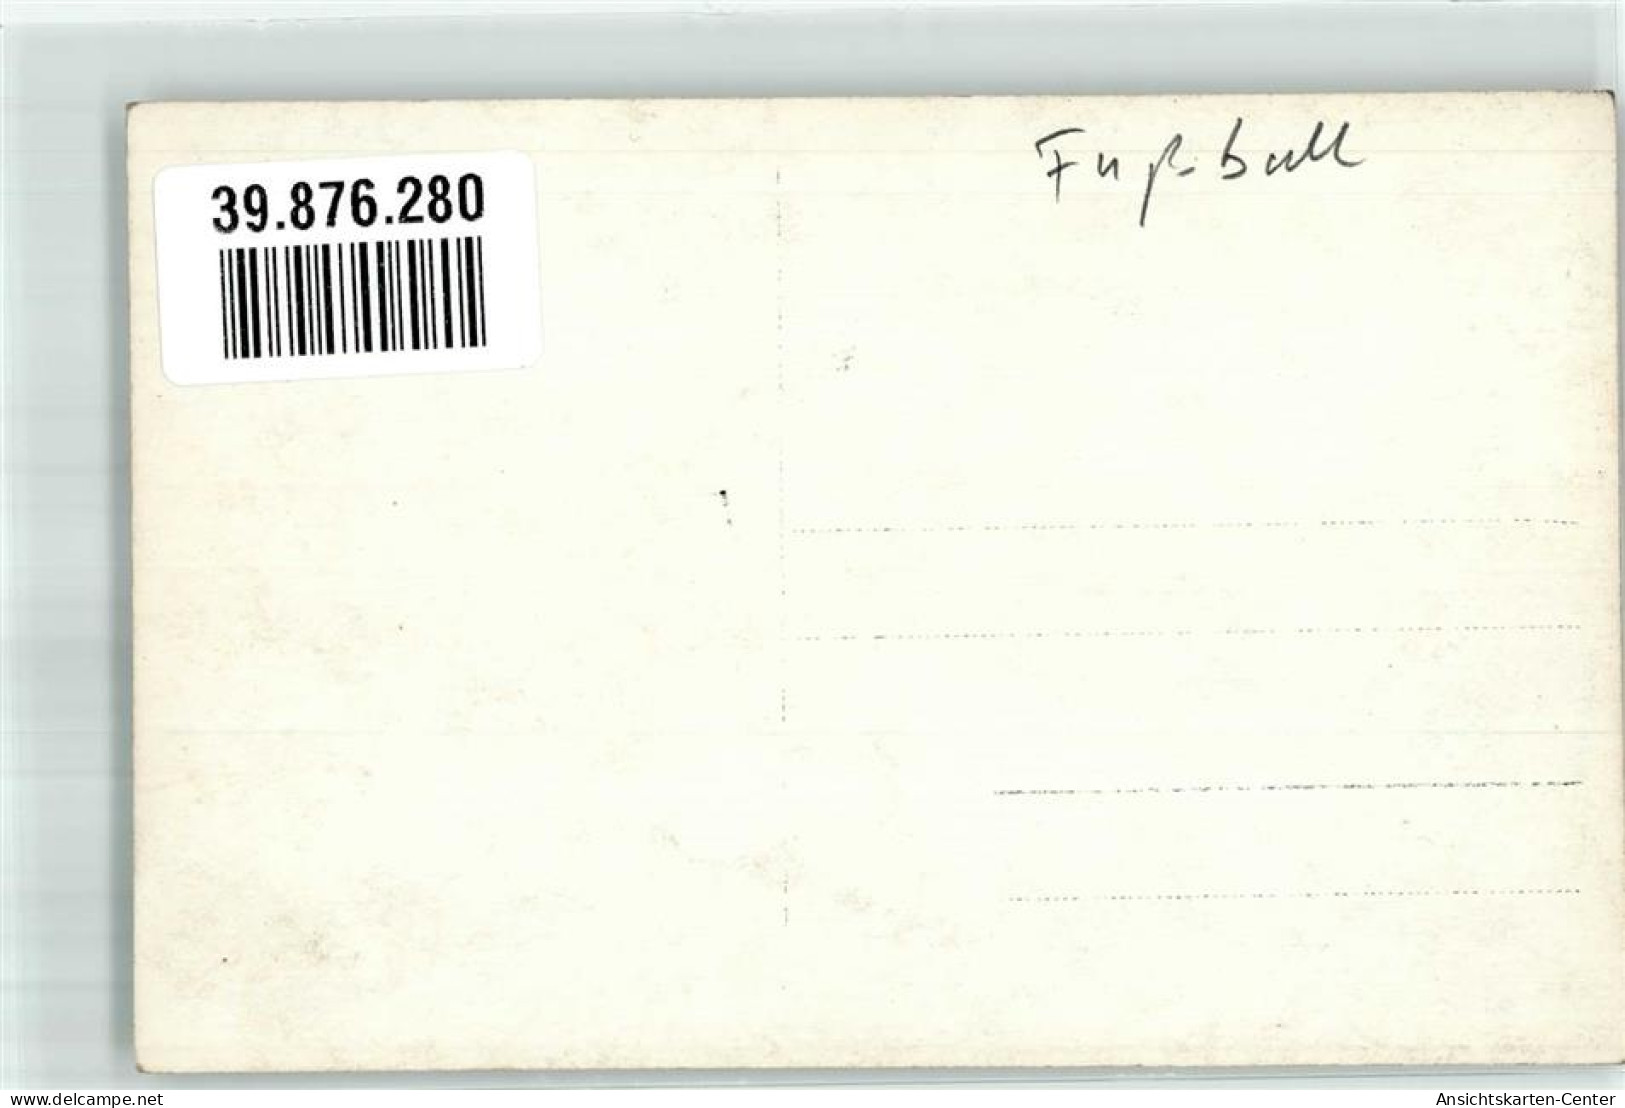 Fußball
39.876.280
www.delcampe.net
Ansichtskarten-Center